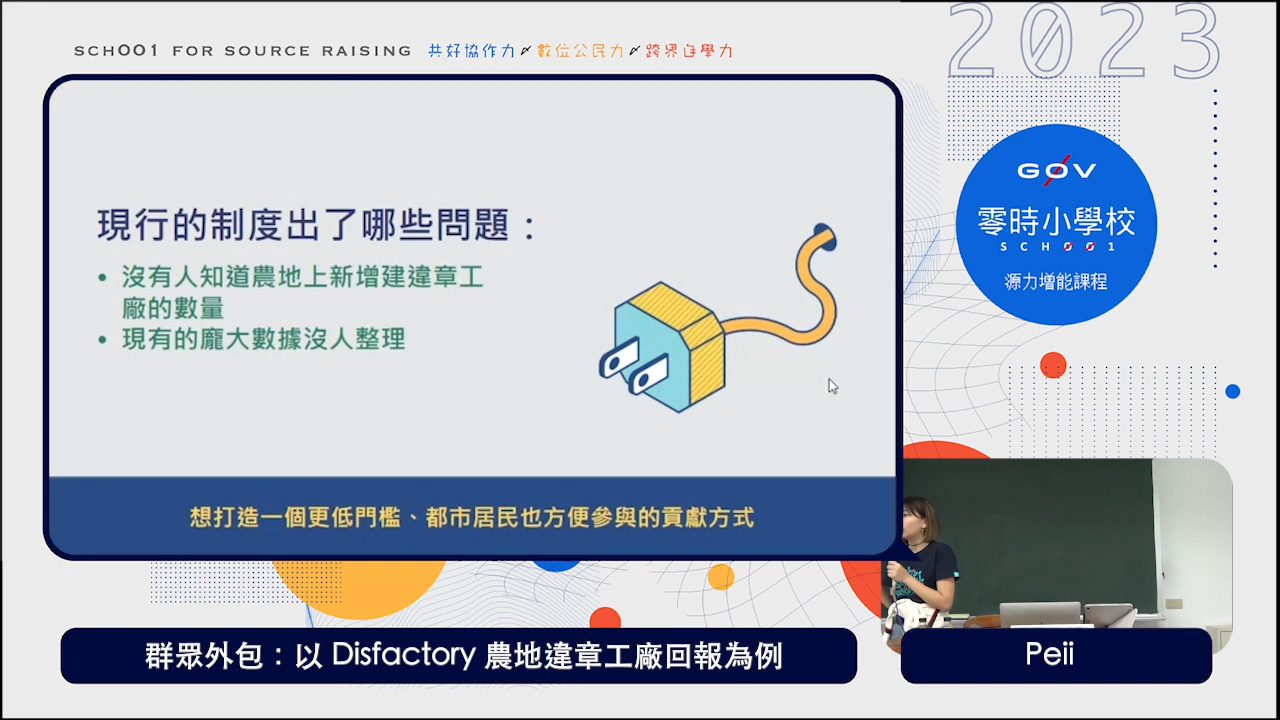 SCH001 FOR SOURCE RAISING 共好協作力 數位公民力 跨界自學力
2023
現行的制度出了哪些問題：
• 沒有人知道農地上新增建違章工
廠的數量
• 現有的龐大數據沒人整理
想打造一個更低門檻、都市居民也方便參與的貢獻方式
G0V
零時小學校
SCH001
源力增能課程
群眾外包：以 Disfactory 農地違章工廠回報為例
Peii